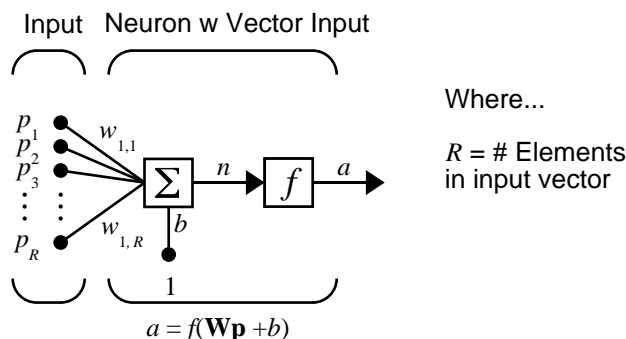 Input
Neuron w Vector Input
p1
p2
p3
pR
w1,1
w1, R
Σ
n
f
a
b
1
a = f(Wp +b)
Where...
R = # Elements
in input vector